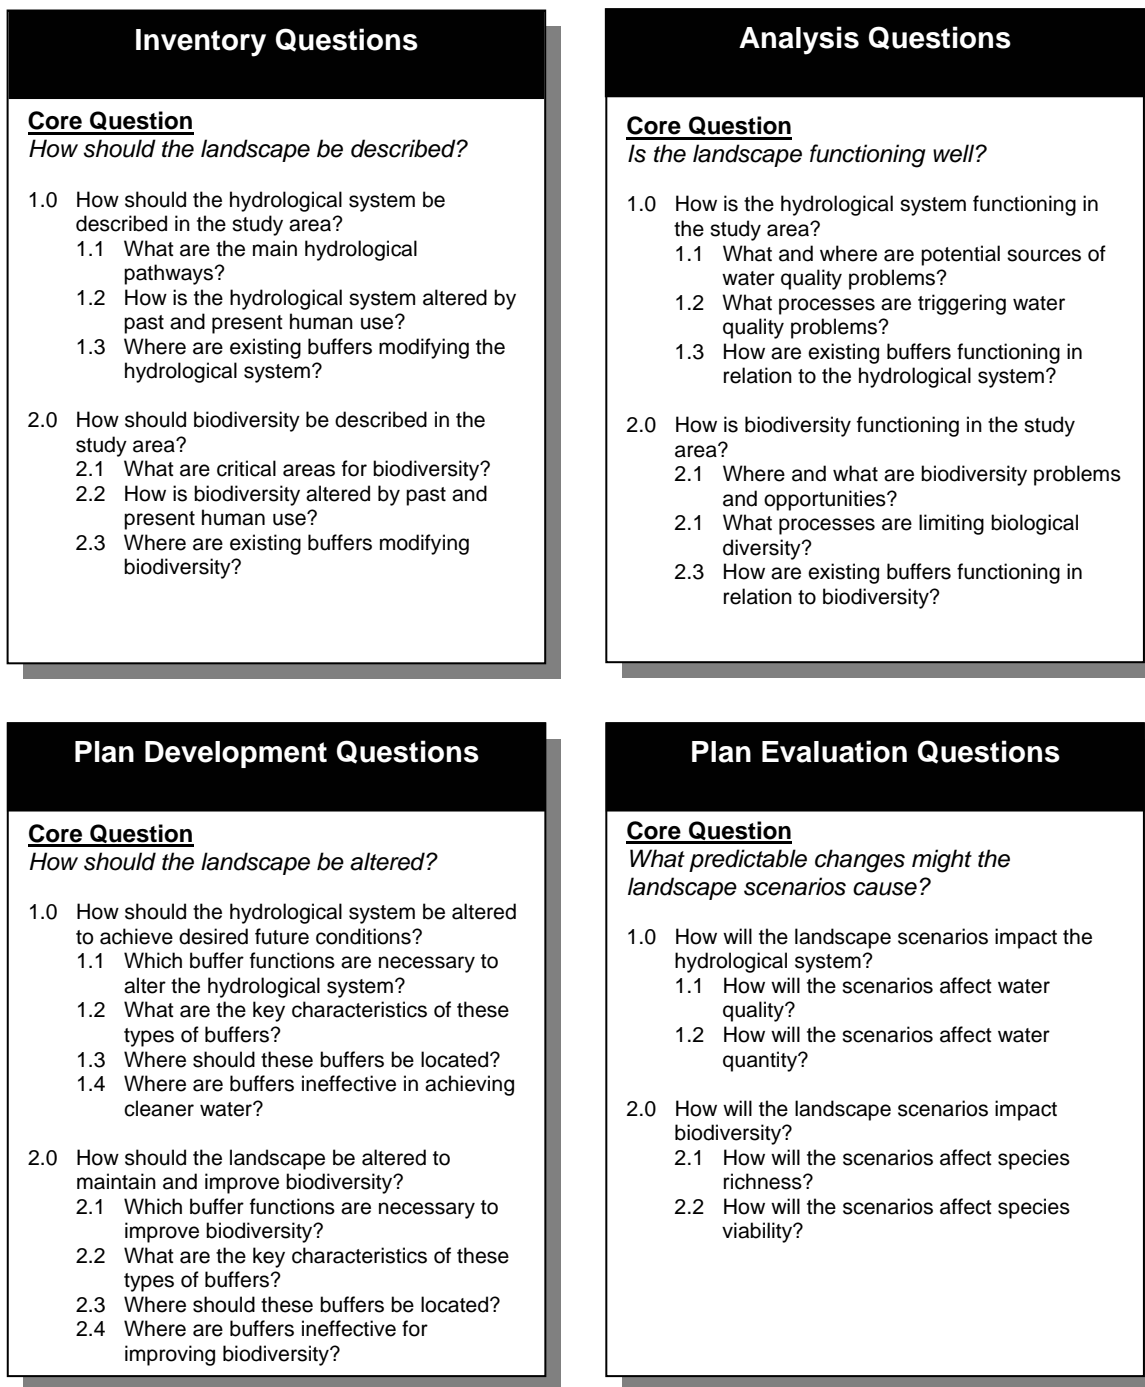 Inventory Questions
Core Question
How should the landscape be described?
1.0 How should the hydrological system be
described in the study area?
1.1 What are the main hydrological
pathways?
1.2 How is the hydrological system altered by
past and present human use?
1.3 Where are existing buffers modifying the
hydrological system?
2.0 How should biodiversity be described in the
study area?
2.1 What are critical areas for biodiversity?
2.2 How is biodiversity altered by past and
present human use?
2.3 Where are existing buffers modifying
biodiversity?
Analysis Questions
Core Question
Is the landscape functioning well?
1.0 How is the hydrological system functioning in
the study area?
1.1 What and where are potential sources of
water quality problems?
1.2 What processes are triggering water
quality problems?
1.3 How are existing buffers functioning in
relation to the hydrological system?
2.0 How is biodiversity functioning in the study
area?
2.1 Where and what are biodiversity problems
and opportunities?
2.1 What processes are limiting biological
diversity?
2.3 How are existing buffers functioning in
relation to biodiversity?
Plan Development Questions
Core Question
How should the landscape be altered?
1.0 How should the hydrological system be altered
to achieve desired future conditions?
1.1 Which buffer functions are necessary to
alter the hydrological system?
1.2 What are the key characteristics of these
types of buffers?
1.3 Where should these buffers be located?
1.4 Where are buffers ineffective in achieving
cleaner water?
2.0 How should the landscape be altered to
maintain and improve biodiversity?
2.1 Which buffer functions are necessary to
improve biodiversity?
2.2 What are the key characteristics of these
types of buffers?
2.3 Where should these buffers be located?
2.4 Where are buffers ineffective for
improving biodiversity?
Plan Evaluation Questions
Core Question
What predictable changes might the
landscape scenarios cause?
1.0 How will the landscape scenarios impact the
hydrological system?
1.1 How will the scenarios affect water
quality?
1.2 How will the scenarios affect water
quantity?
2.0 How will the landscape scenarios impact
biodiversity?
2.1 How will the scenarios affect species
richness?
2.2 How will the scenarios affect species
viability?